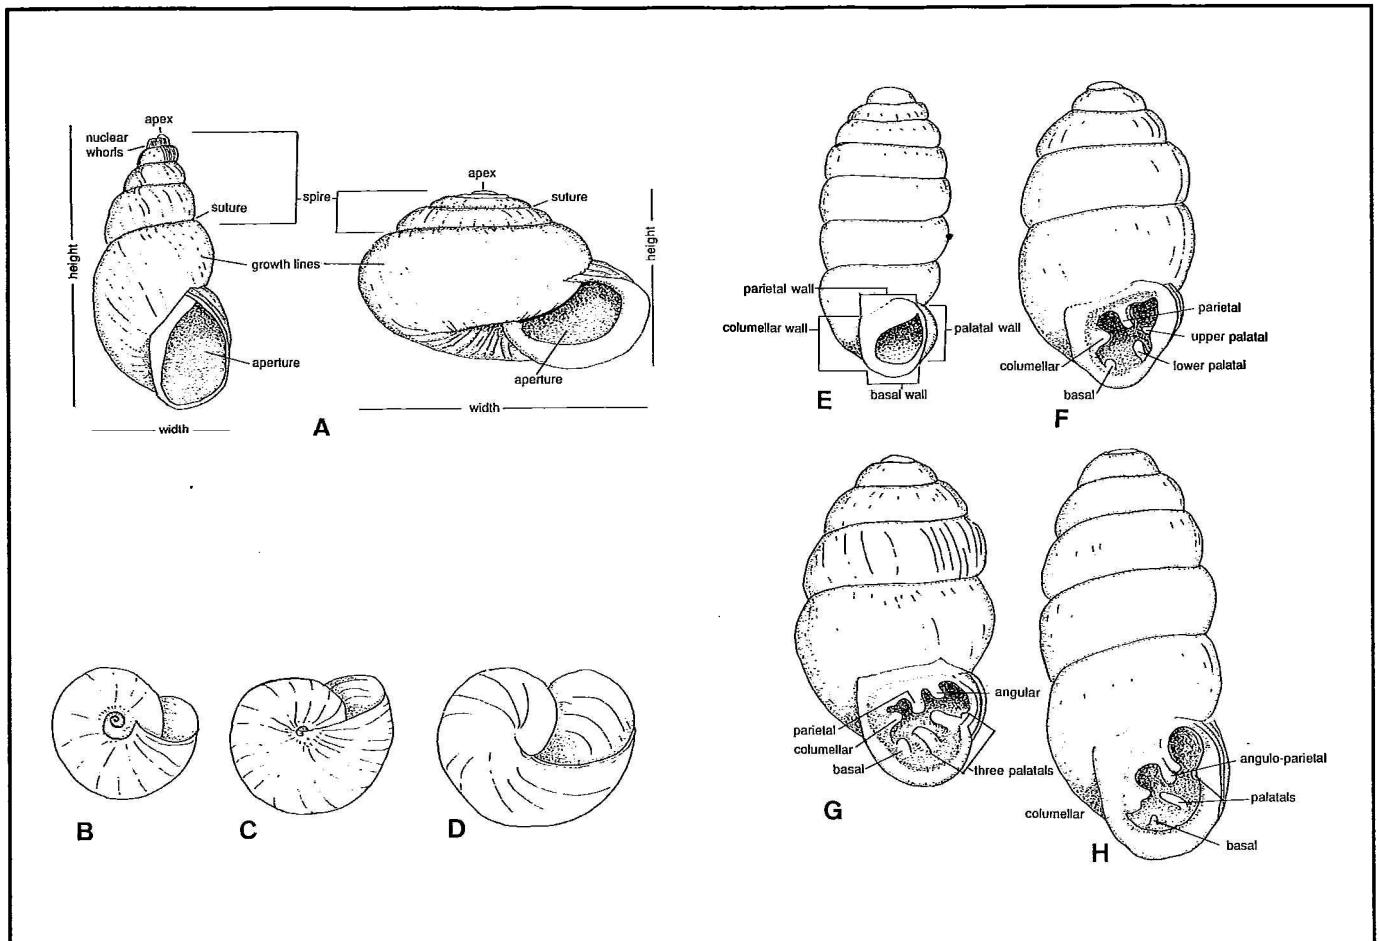 apex
nuclear
whorls
suture
height
spire
growth lines
aperture
width
apex
suture
height
aperture
width
A
B
C
D
parietal wall
columellar wall
palatal wall
basal wall
E
parietal
upper palatal
lower palatal
columellar
basal
F
angular
parietal
columellar
basal
three palatals
G
angulo-parietal
palatals
columellar
basal
H